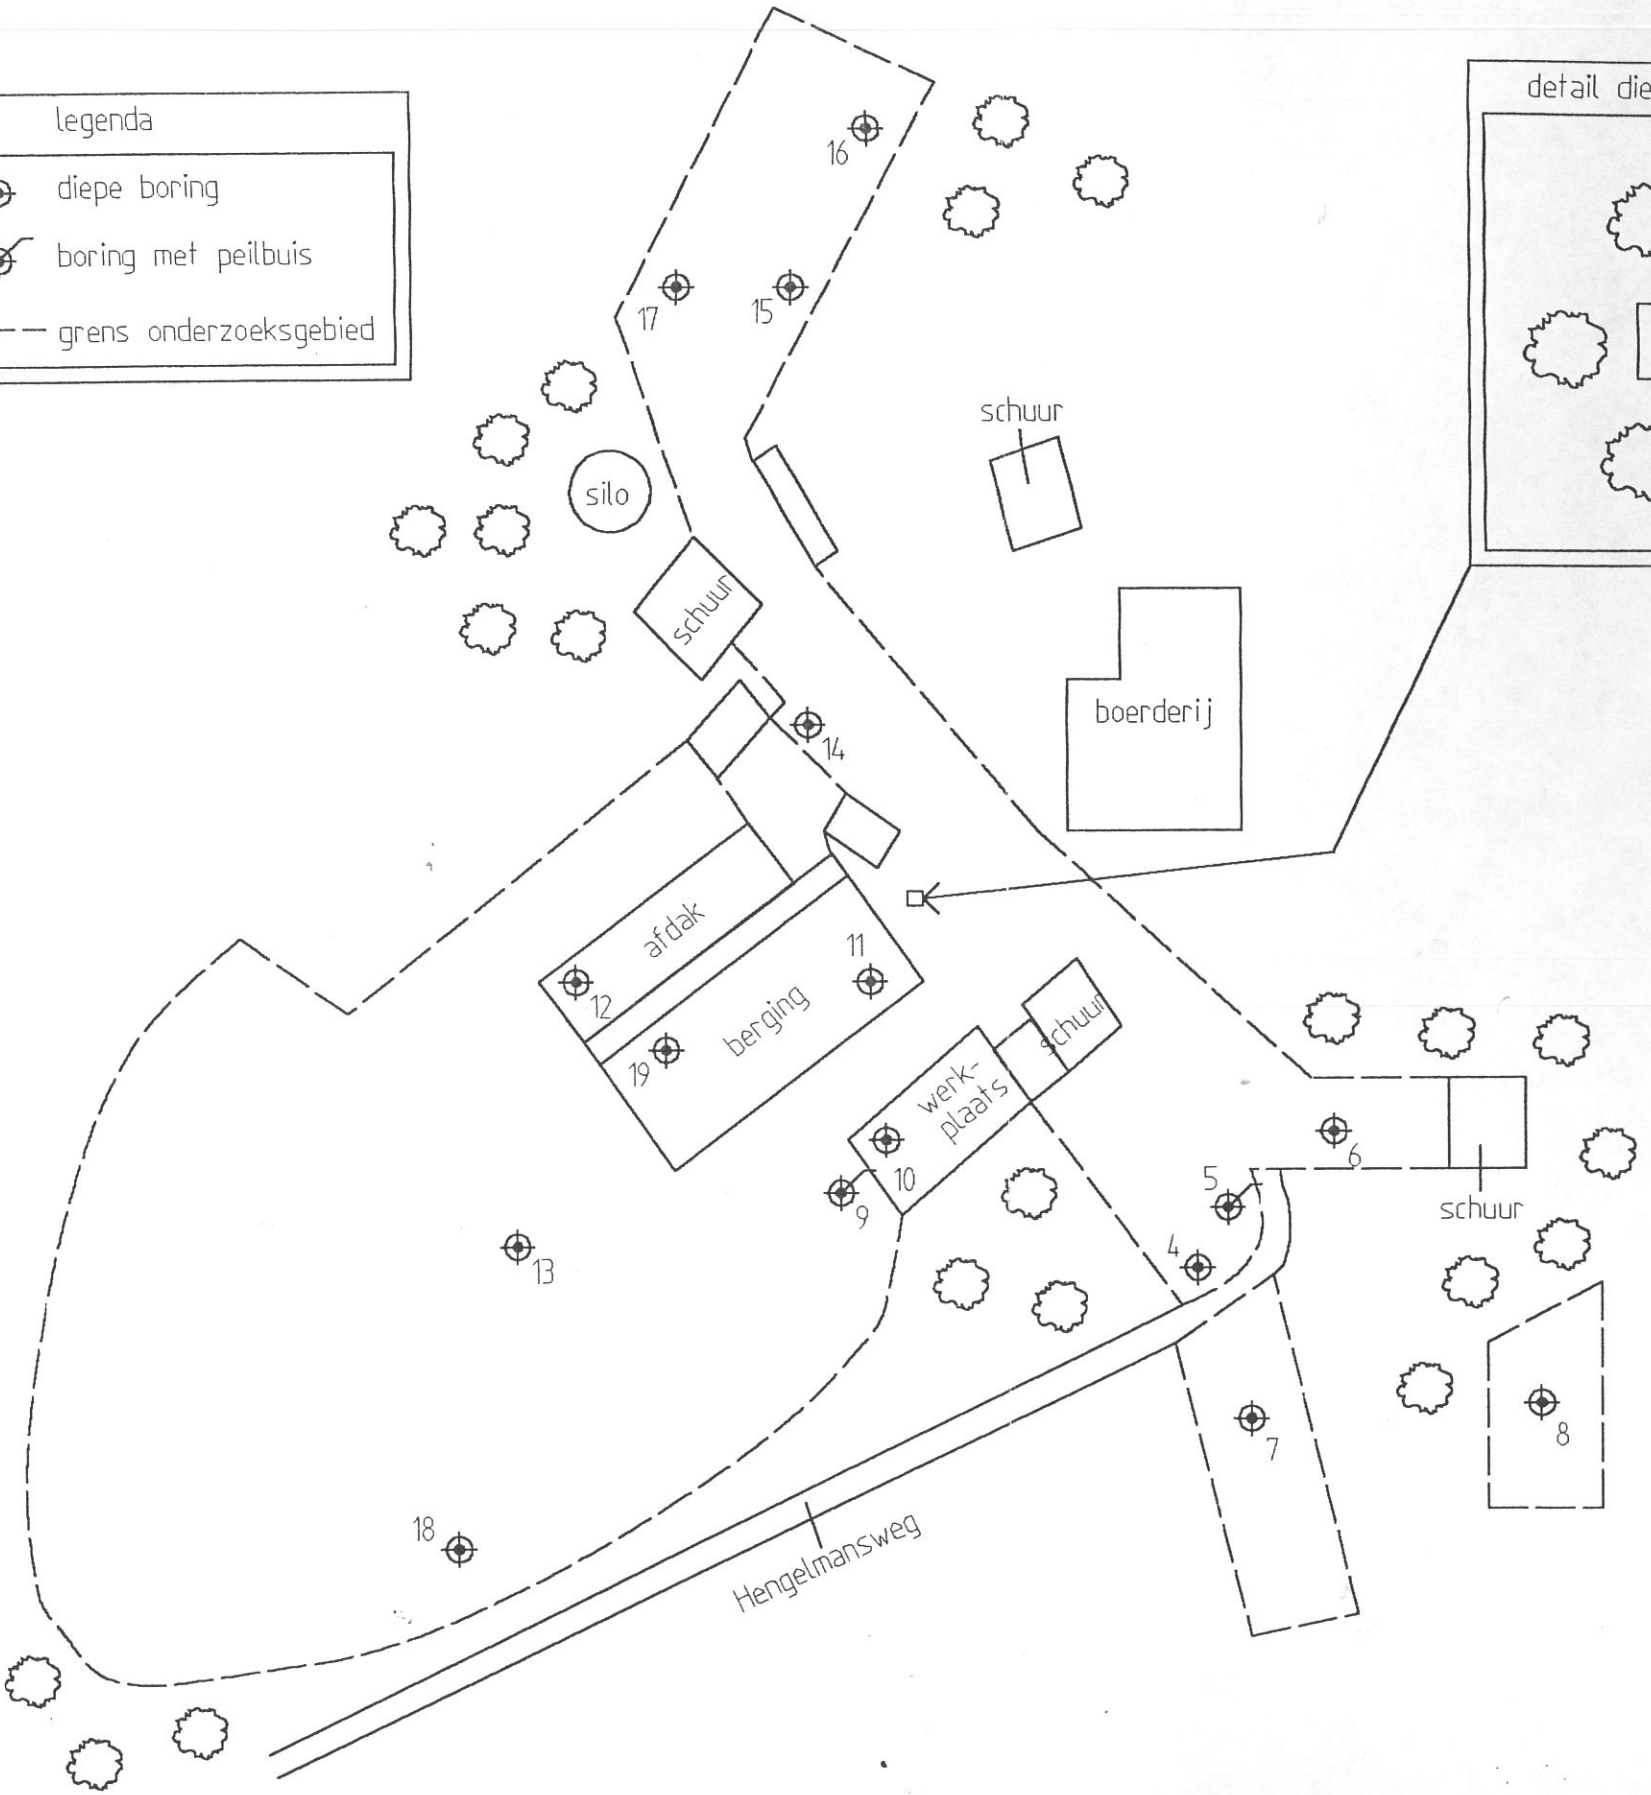 legenda
diepe boring
boring met peilbuis
grens onderzoeksgebied
detail die
16
17
15
schuur
silo
schuur
boerderij
14
afdak
11
12
berging
19
schuur
werk-
plaats
10
9
6
5
schuur
4
13
7
8
18
Hengelmansweg